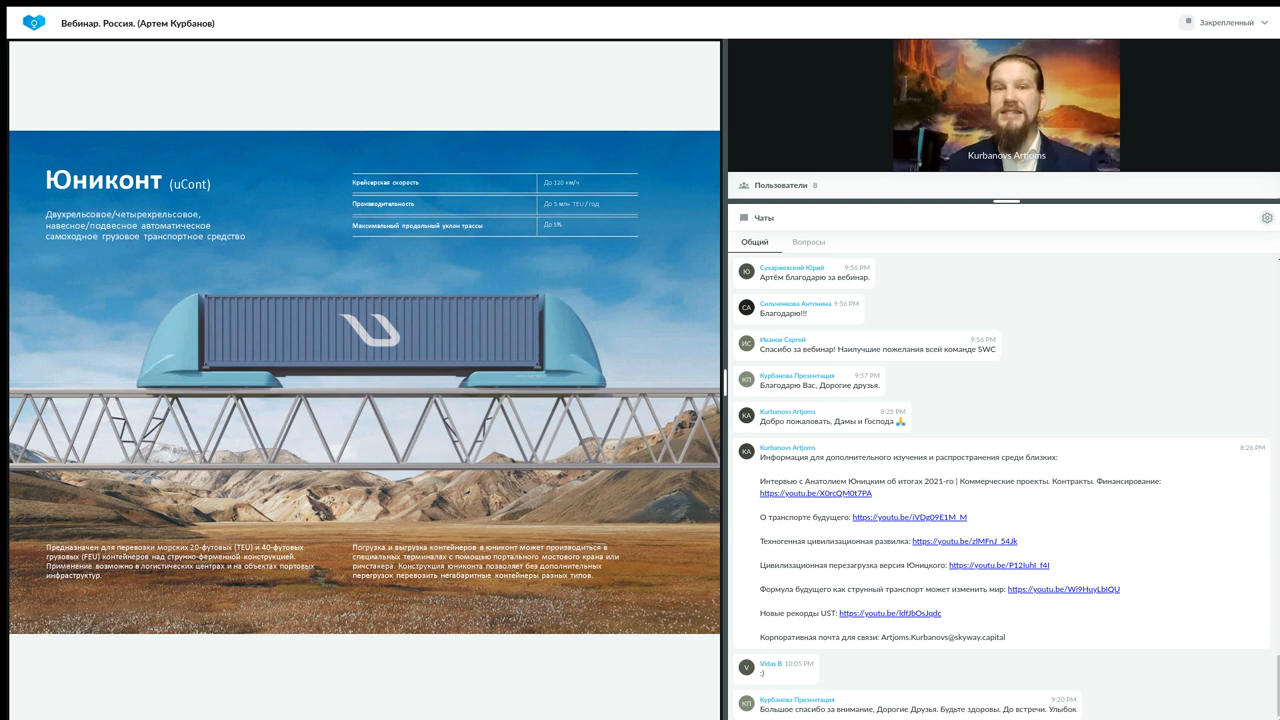 Вебинар. Россия. (Артем Курбанов)
Закрепленный
Юниконт (uCont)
Двухрельсовое/четырехрельсовое,
навесное/подвесное автоматическое
самоходное грузовое транспортное средство
Крейсерская скорость До 120 км/ч
Производительность До 5 млн TEU / год
Максимальный продольный уклон трассы До 5%
Предназначен для перевозки морских 20-футовых (TEU) и 40-футовых
грузовых (FEU) контейнеров над струнно-ферменной конструкцией.
Применение возможно в логистических центрах и на объектах портовых
инфраструктур.
Погрузка и выгрузка контейнеров в юниконт может производиться в
специальных терминалах с помощью портального мостового крана или
ричстакера. Конструкция юниконта позволяет без дополнительных
перегрузок перевозить негабаритные контейнеры разных типов.
Kurbanovs Artjoms
Пользователи 8
Чаты
Общий Вопросы
Ю Сухаржевский Юрий 9:56 PM
Артём благодарю за вебинар.
СА Сильченкова Антонина 9:56 PM
Благодарю!!!
ИС Иванов Сергей 9:56 PM
Спасибо за вебинар! Наилучшие пожелания всей команде SWC
КП Курбанова Презентация 9:57 PM
Благодарю Вас, Дорогие друзья.
KA Kurbanovs Artjoms 8:25 PM
Добро пожаловать, Дамы и Господа 🙏
KA Kurbanovs Artjoms 8:26 PM
Информация для дополнительного изучения и распространения среди близких:
Интервью с Анатолием Юницким об итогах 2021-го | Коммерческие проекты. Контракты. Финансирование:
https://youtu.be/X0rcQM0t7PA
О транспорте будущего: https://youtu.be/iVDg09E1M_M
Техногенная цивилизационная развилка: https://youtu.be/zlMFnJ_54Jk
Цивилизационная перезагрузка версия Юницкого: https://youtu.be/P12IuhI_f4I
Формула будущего как струнный транспорт может изменить мир: https://youtu.be/Wi9HuyLbIQU
Новые рекорды UST: https://youtu.be/ldfJbOsJqdc
Корпоративная почта для связи: Artjoms.Kurbanovs@skyway.capital
V Vidas B 10:05 PM
:)
КП Курбанова Презентация 9:20 PM
Большое спасибо за внимание, Дорогие Друзья. Будьте здоровы. До встречи. Улыбок